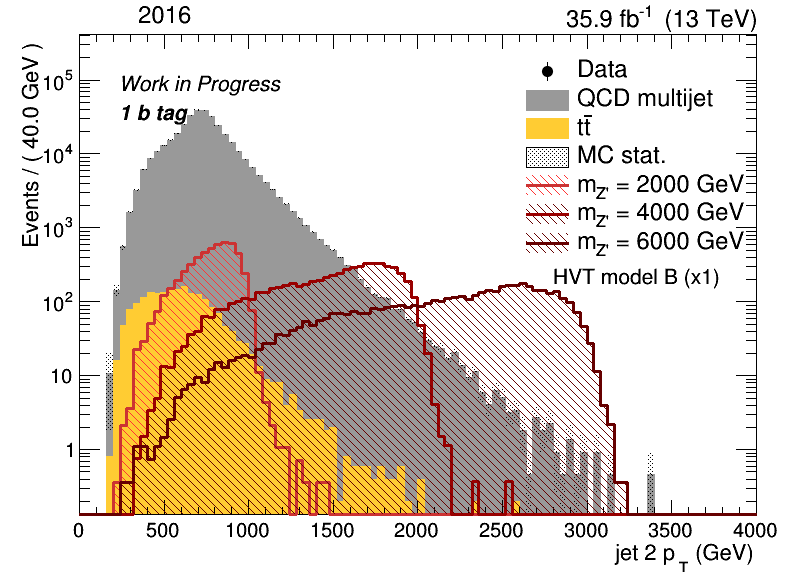 2016 35.9 fb⁻¹ (13 TeV)
Events / ( 40.0 GeV )
Work in Progress
1 b tag
Data
QCD multijet
tt̄
MC stat.
m_Z' = 2000 GeV
m_Z' = 4000 GeV
m_Z' = 6000 GeV
HVT model B (x1)
10⁵
10⁴
10³
10²
10
1
0 500 1000 1500 2000 2500 3000 3500 4000
jet 2 p_T (GeV)